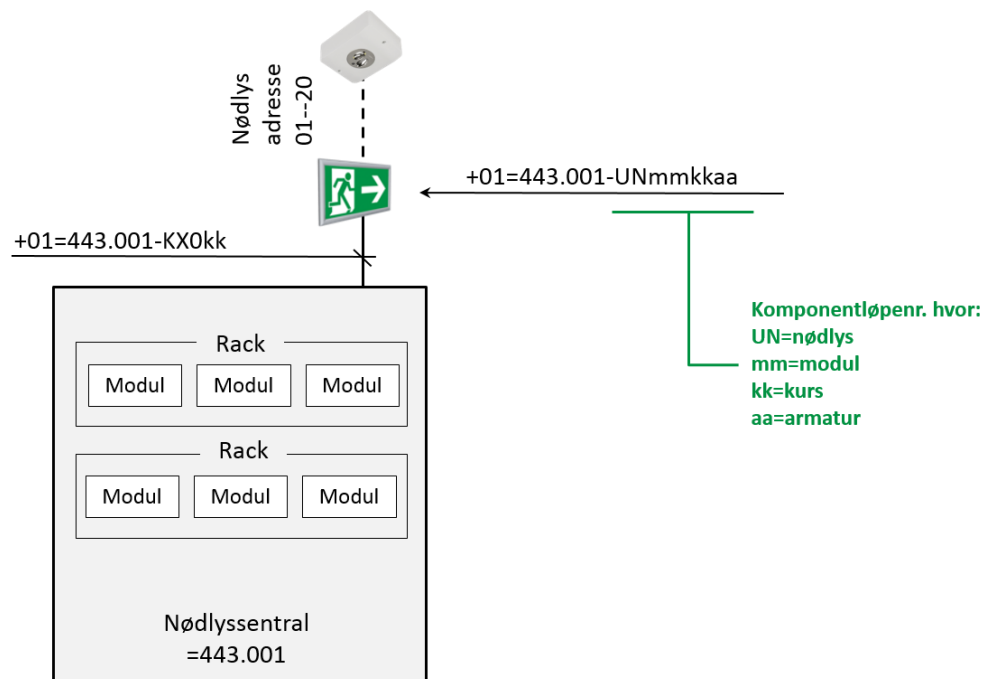 Nødlys
adresse
01--20
+01=443.001-UNmmkkaa
+01=443.001-KX0kk
Komponentløpenr. hvor:
UN=nødlys
mm=modul
kk=kurs
aa=armatur
Rack
Modul
Modul
Modul
Rack
Modul
Modul
Modul
Nødlyssentral
=443.001